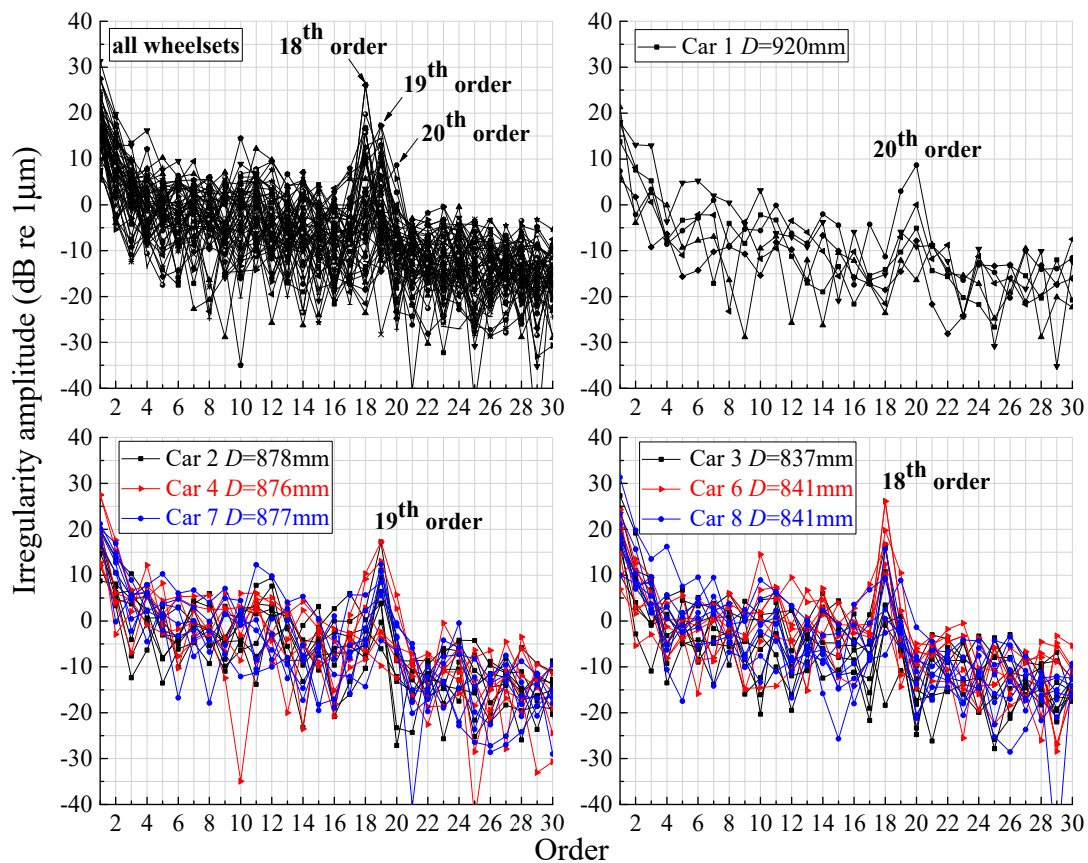 Irregularity amplitude (dB re 1μm)
40
30
20
10
0
-10
-20
-30
-40
all wheelsets
18th order
19th order
20th order
2 4 6 8 10 12 14 16 18 20 22 24 26 28 30
40
30
20
10
0
-10
-20
-30
-40
Car 1 D=920mm
20th order
2 4 6 8 10 12 14 16 18 20 22 24 26 28 30
40
30
20
10
0
-10
-20
-30
-40
Car 2 D=878mm
Car 4 D=876mm
Car 7 D=877mm
19th order
2 4 6 8 10 12 14 16 18 20 22 24 26 28 30
40
30
20
10
0
-10
-20
-30
-40
Car 3 D=837mm
Car 6 D=841mm
Car 8 D=841mm
18th order
2 4 6 8 10 12 14 16 18 20 22 24 26 28 30
Order